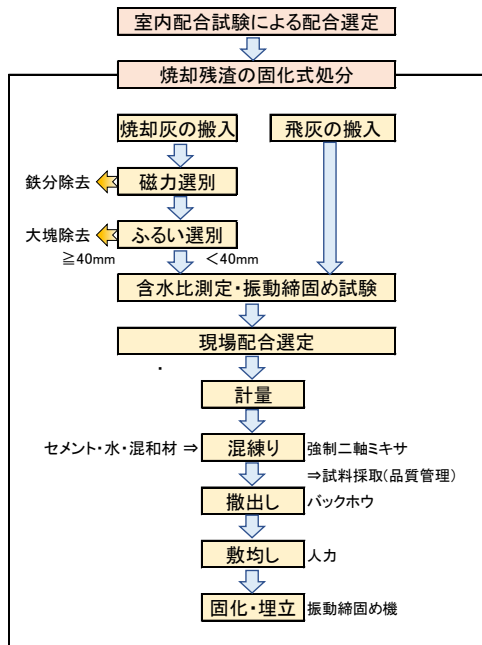 室内配合試験による配合選定
焼却残渣の固化式処分
焼却灰の搬入
飛灰の搬入
鉄分除去
磁力選別
大塊除去
ふるい選別
≧40mm
＜40mm
含水比測定・振動締固め試験
現場配合選定
計量
セメント・水・混和材 ⇒
混練り
強制二軸ミキサ
⇒試料採取(品質管理)
撒出し
バックホウ
敷均し
人力
固化・埋立
振動締固め機